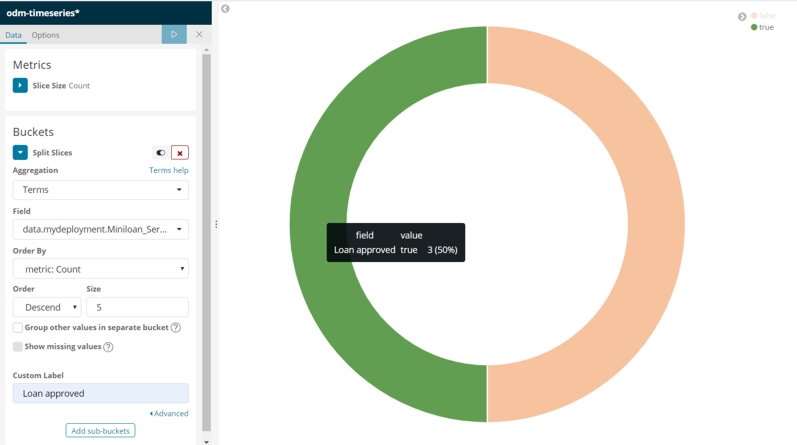 odm-timeseries*
Data Options
Metrics
Slice Size Count
Buckets
Split Slices
Aggregation Terms help
Terms
Field
data.mydeployment.Miniloan_Ser...
Order By
metric: Count
Order Size
Descend 5
Group other values in separate bucket ?
Show missing values ?
Custom Label
Loan approved
Advanced
Add sub-buckets
false
true
field value
Loan approved true 3 (50%)